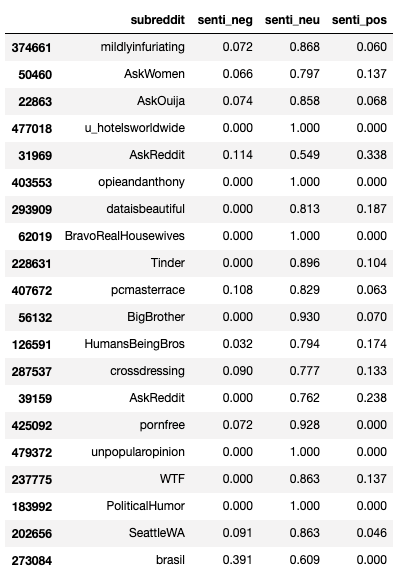 subreddit senti_neg senti_neu senti_pos
374661 mildlyinfuriating 0.072 0.868 0.060
50460 AskWomen 0.066 0.797 0.137
22863 AskOuija 0.074 0.858 0.068
477018 u_hotelsworldwide 0.000 1.000 0.000
31969 AskReddit 0.114 0.549 0.338
403553 opieandanthony 0.000 1.000 0.000
293909 dataisbeautiful 0.000 0.813 0.187
62019 BravoRealHousewives 0.000 1.000 0.000
228631 Tinder 0.000 0.896 0.104
407672 pcmasterrace 0.108 0.829 0.063
56132 BigBrother 0.000 0.930 0.070
126591 HumansBeingBros 0.032 0.794 0.174
287537 crossdressing 0.090 0.777 0.133
39159 AskReddit 0.000 0.762 0.238
425092 pornfree 0.072 0.928 0.000
479372 unpopularopinion 0.000 1.000 0.000
237775 WTF 0.000 0.863 0.137
183992 PoliticalHumor 0.000 1.000 0.000
202656 SeattleWA 0.091 0.863 0.046
273084 brasil 0.391 0.609 0.000